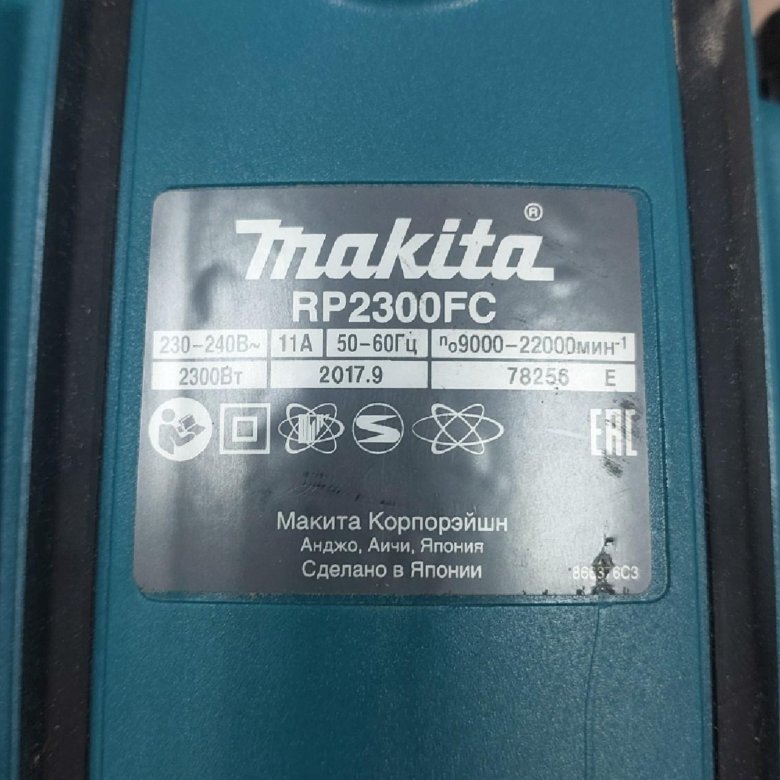 makita®
RP2300FC
230-240В~ 11А 50-60Гц n₀9000-22000мин⁻¹
2300Вт 2017.9 78256 E
EAC
Макита Корпорэйшн
Анджо, Аичи, Япония
Сделано в Японии